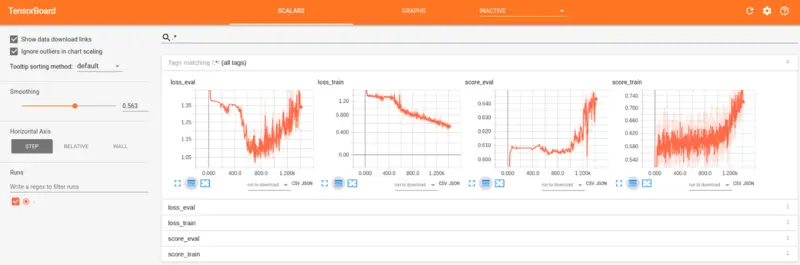 TensorBoard SCALARS GRAPHS INACTIVE
Show data download links
Ignore outliers in chart scaling
Tooltip sorting method: default
Smoothing
0.563
Horizontal Axis
STEP RELATIVE WALL
Runs
Write a regex to filter runs
.
.*
Tags matching /.*/ (all tags)
loss_eval
1.35
1.25
1.15
1.05
0.000 400.0 800.0 1.200k
run to download CSV JSON
loss_train
1.20
0.800
0.400
0.00
0.000 400.0 800.0 1.200k
run to download CSV JSON
score_eval
0.640
0.620
0.600
0.000 400.0 800.0 1.200k
run to download CSV JSON
score_train
0.740
0.700
0.660
0.620
0.580
0.540
0.000 400.0 800.0 1.200k
run to download CSV JSON
loss_eval
loss_train
score_eval
score_train